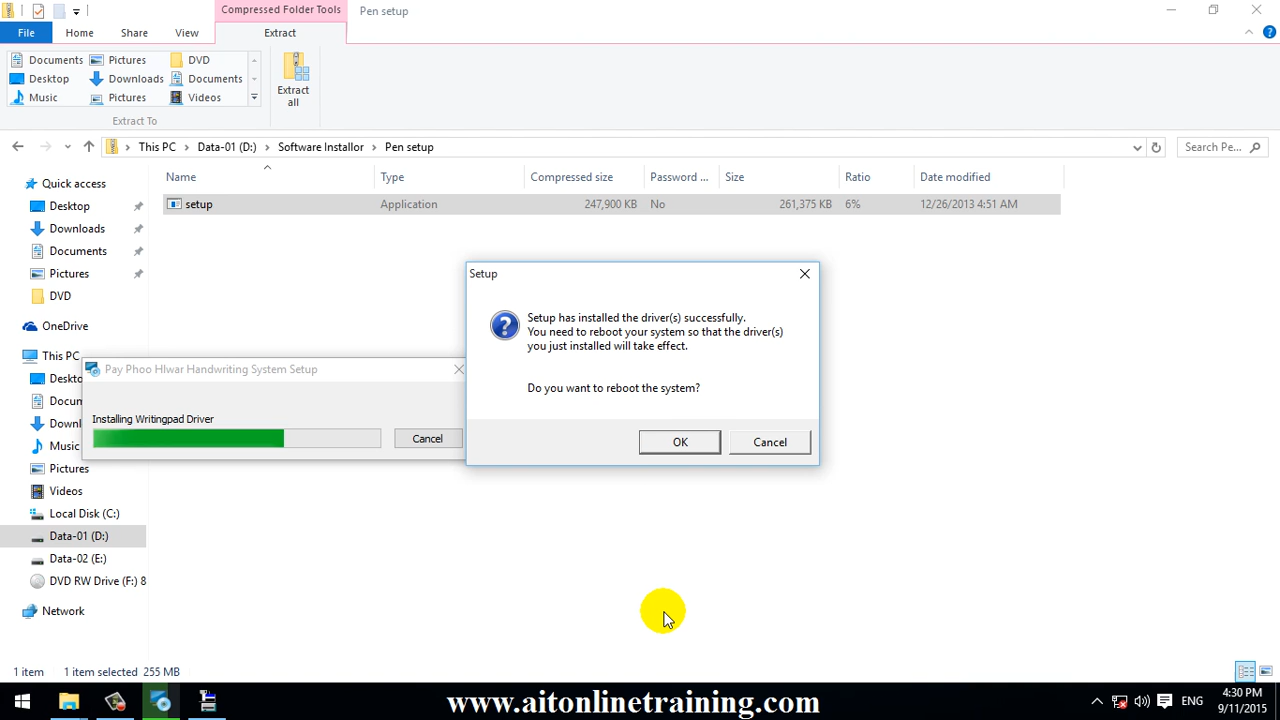 Compressed Folder Tools
Pen setup
File
Home
Share
View
Extract
Documents
Pictures
DVD
Desktop
Downloads
Documents
Music
Pictures
Videos
Extract To
Extract
all
This PC
Data-01 (D:)
Software Installor
Pen setup
Search Pe...
Name
Type
Compressed size
Password ...
Size
Ratio
Date modified
setup
Application
247,900 KB
No
261,375 KB
6%
12/26/2013 4:51 AM
Quick access
Desktop
Downloads
Documents
Pictures
DVD
OneDrive
This PC
Deskto
Docum
Downl
Music
Pictures
Videos
Local Disk (C:)
Data-01 (D:)
Data-02 (E:)
DVD RW Drive (F:) 8
Network
Pay Phoo Hlwar Handwriting System Setup
Installing Writingpad Driver
Cancel
Setup
Setup has installed the driver(s) successfully.
You need to reboot your system so that the driver(s)
you just installed will take effect.
Do you want to reboot the system?
OK
Cancel
1 item
1 item selected 255 MB
www.aitonlinetraining.com
ENG
4:30 PM
9/11/2015